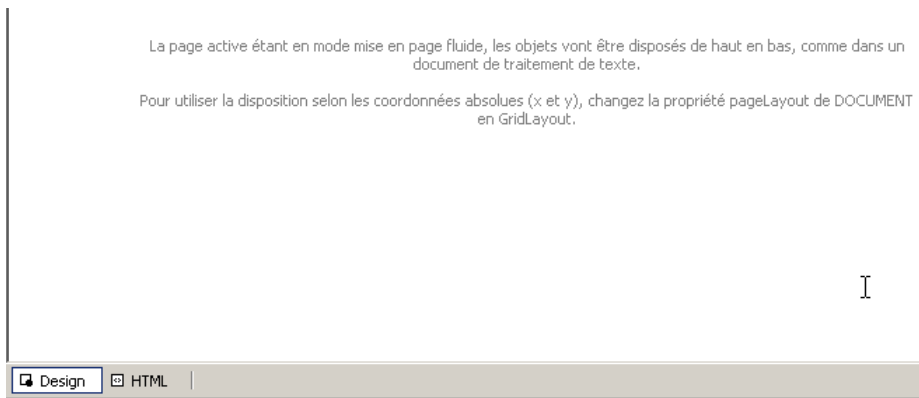 La page active étant en mode mise en page fluide, les objets vont être disposés de haut en bas, comme dans un
document de traitement de texte.
Pour utiliser la disposition selon les coordonnées absolues (x et y), changez la propriété pageLayout de DOCUMENT
en GridLayout.
Design HTML